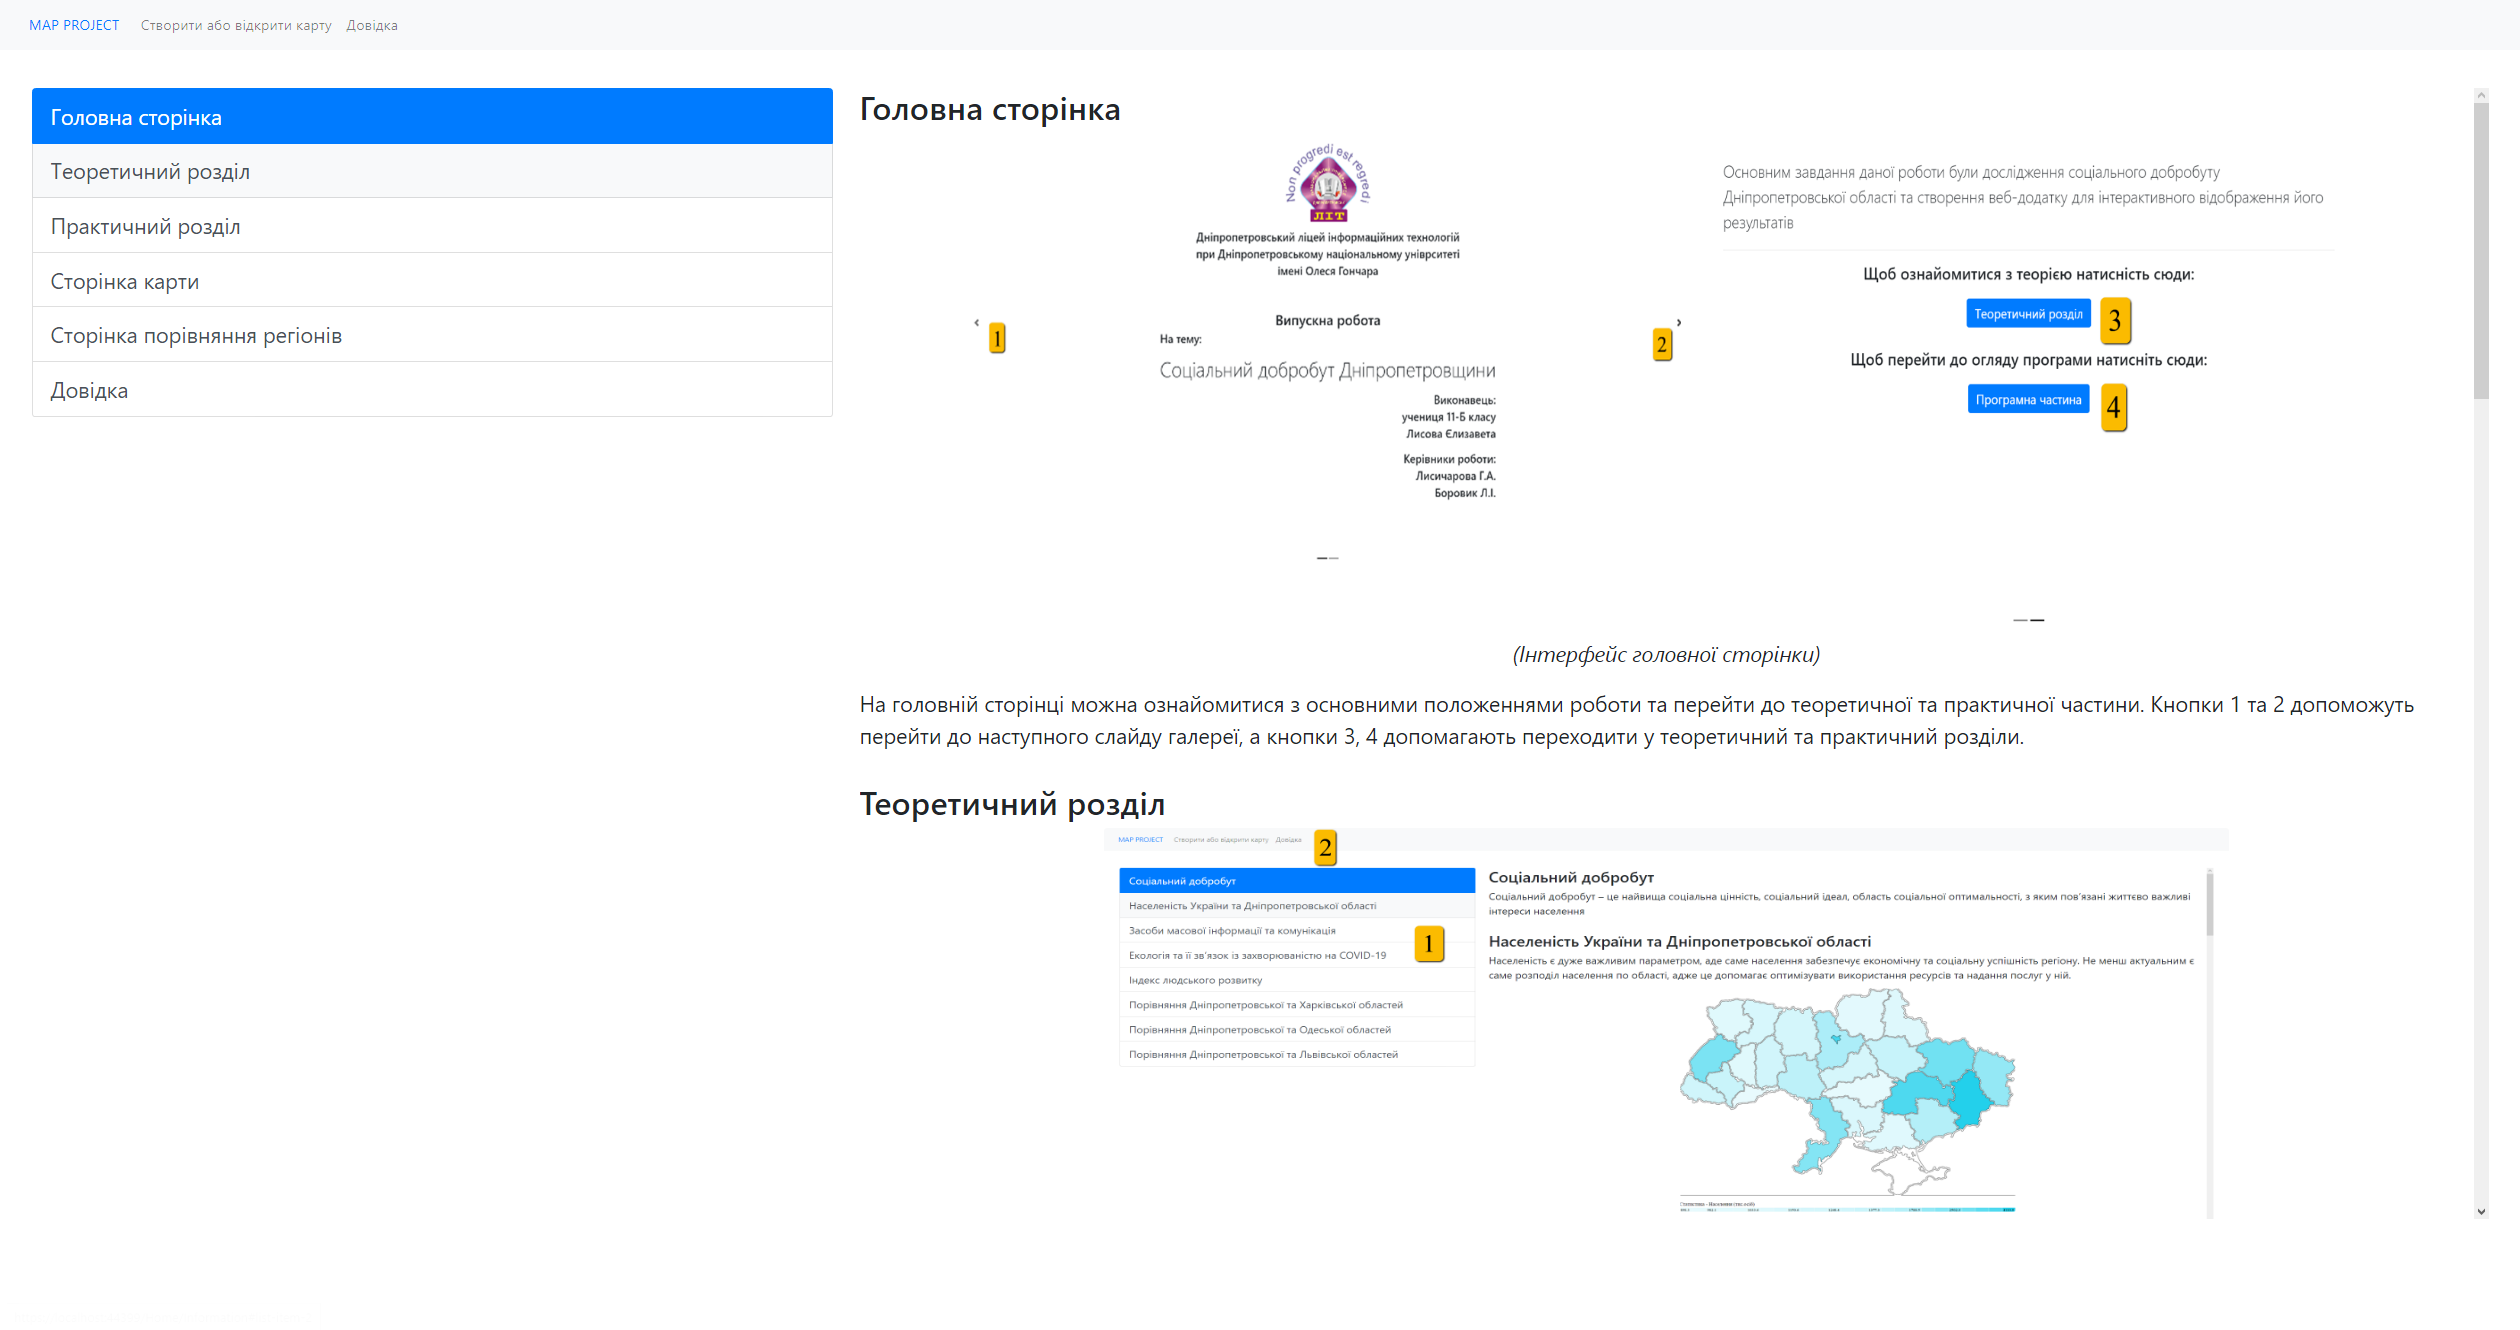 MAP PROJECT Створити або відкрити карту Довідка
Головна сторінка
Теоретичний розділ
Практичний розділ
Сторінка карти
Сторінка порівняння регіонів
Довідка
Головна сторінка
Non progredi est regredi
ЛІТ
Дніпропетровський ліцей інформаційних технологій
при Дніпропетровському національному уніврситеті
імені Олеся Гончара
‹
1
Випускна робота
На тему:
Соціальний добробут Дніпропетровщини
Виконавець:
учениця 11-Б класу
Лисова Єлизавета
Керівники роботи:
Лисичарова Г.А.
Боровик Л.І.
›
2
Основним завдання даної роботи були дослідження соціального добробуту
Дніпропетровської області та створення веб-додатку для інтерактивного відображення його
результатів
Щоб ознайомитися з теорією натисність сюди:
Теоретичний розділ
3
Щоб перейти до огляду програми натисніть сюди:
Програмна частина
4
(Інтерфейс головної сторінки)
На головній сторінці можна ознайомитися з основними положеннями роботи та перейти до теоретичної та практичної частини. Кнопки 1 та 2 допоможуть
перейти до наступного слайду галереї, а кнопки 3, 4 допомагають переходити у теоретичний та практичний розділи.
Теоретичний розділ
MAP PROJECT Створити або відкрити карту Довідка
2
Соціальний добробут
Населеність України та Дніпропетровської області
Засоби масової інформації та комунікація
1
Екологія та її зв'язок із захворюваністю на COVID-19
Індекс людського розвитку
Порівняння Дніпропетровської та Харківської областей
Порівняння Дніпропетровської та Одеської областей
Порівняння Дніпропетровської та Львівської областей
Соціальний добробут
Соціальний добробут – це найвища соціальна цінність, соціальний ідеал, область соціальної оптимальності, з яким пов'язані життєво важливі
інтереси населення
Населеність України та Дніпропетровської області
Населеність є дуже важливим параметром, аде саме населення забезпечує економічну та соціальну успішність регіону. Не менш актуальним є
саме розподіл населення по області, адже це допомагає оптимізувати використання ресурсів та надання послуг у ній.